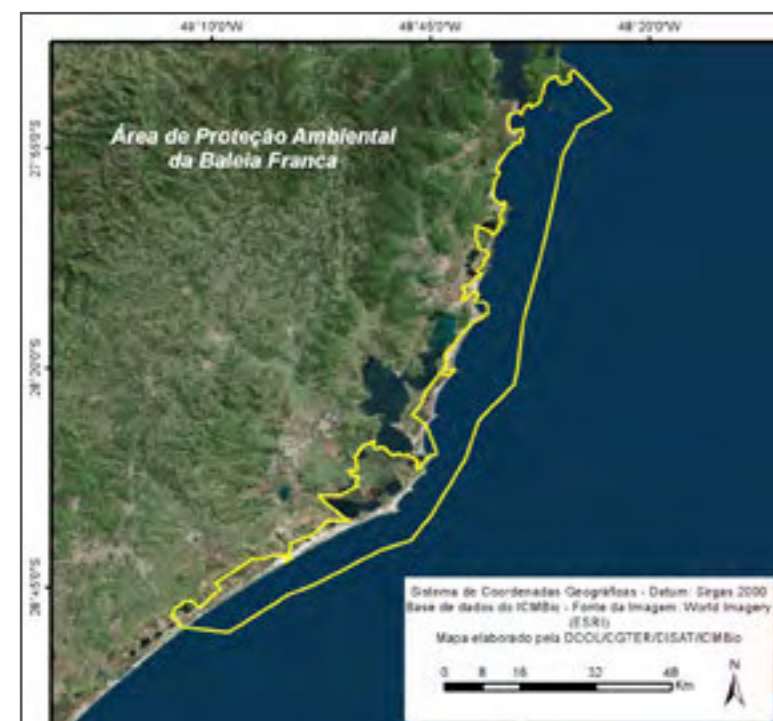 49°10'0"W 48°45'0"W 48°20'0"W
Área de Proteção Ambiental
da Baleia Franca
27°55'0"S
28°20'0"S
28°45'0"S
Sistema de Coordenadas Geográficas - Datum: Sirgas 2000
Base de dados do ICMBio - Fonte da Imagem: World Imagery
(ESRI)
Mapa elaborado pela DCOL/CGTER/DISAT/ICMBio
0 8 16 32 48
Km
N